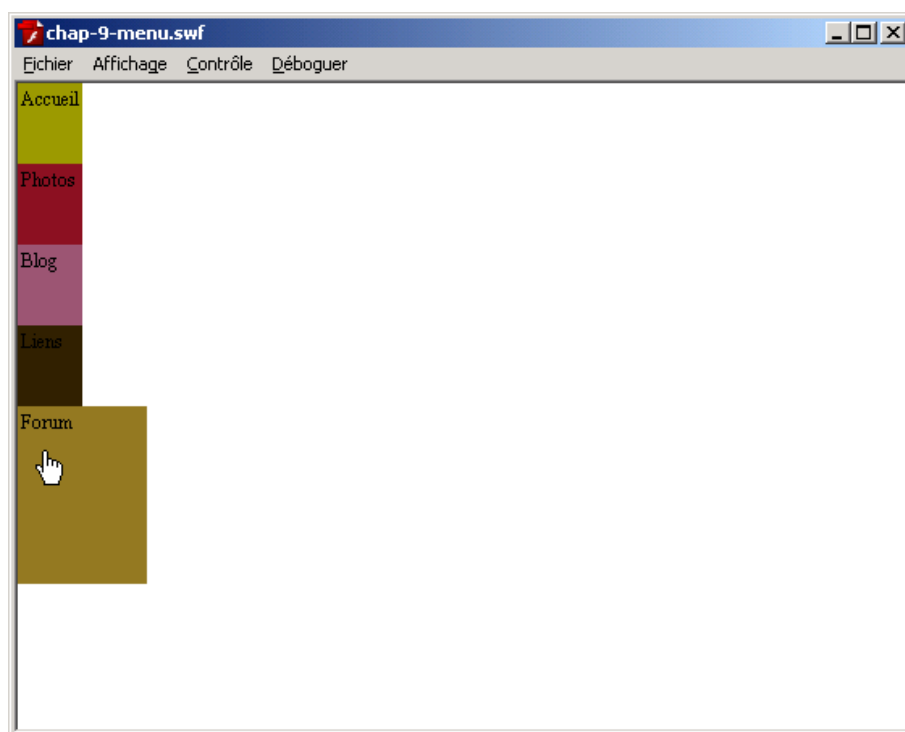 chap-9-menu.swf
Fichier Affichage Contrôle Déboguer
Accueil
Photos
Blog
Liens
Forum